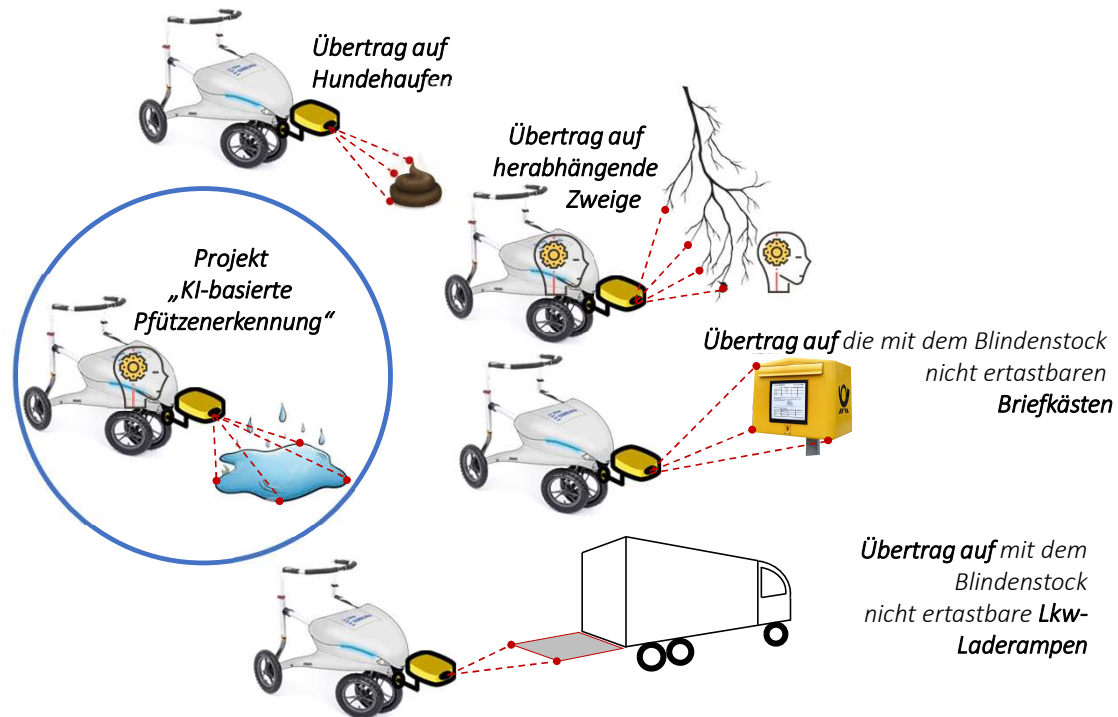 Übertrag auf
Hundehaufen
Übertrag auf
herabhängende
Zweige
Projekt
„KI-basierte
Pfützenerkennung“
Übertrag auf die mit dem Blindenstock
nicht ertastbaren
Briefkästen
Übertrag auf mit dem
Blindenstock
nicht ertastbare Lkw-
Laderampen